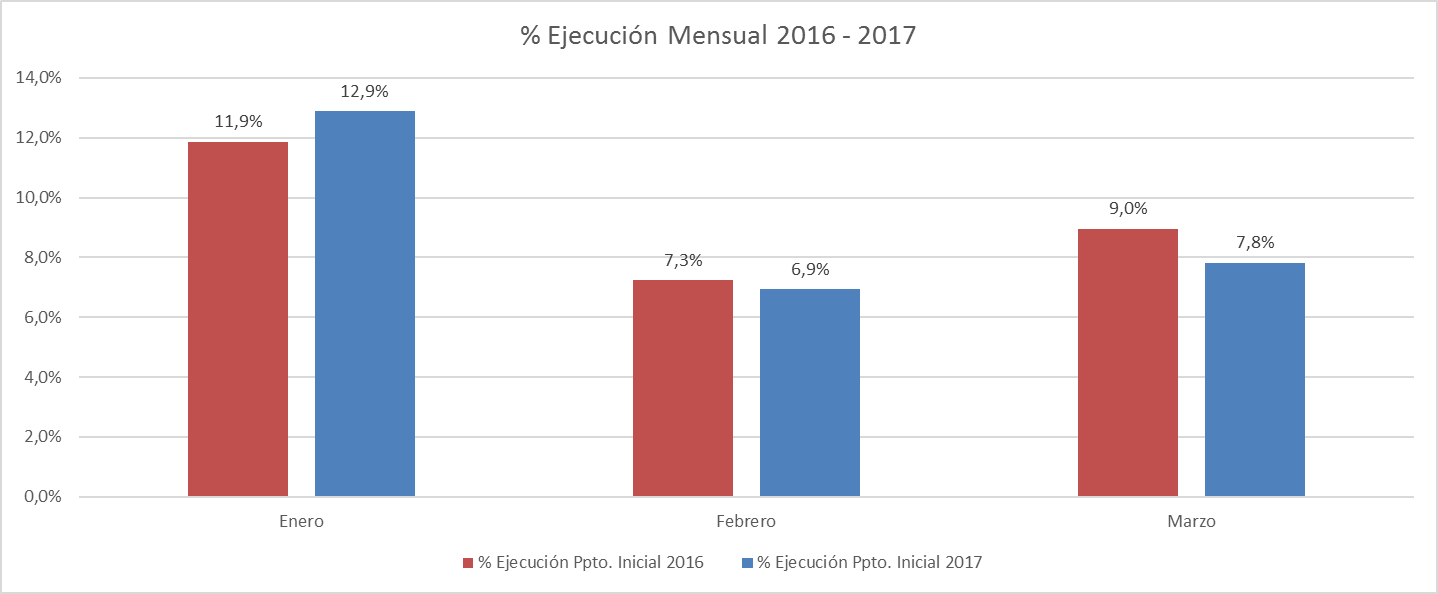 % Ejecución Mensual 2016 - 2017
14,0%
12,0%
10,0%
8,0%
6,0%
4,0%
2,0%
0,0%
11,9%
12,9%
7,3%
6,9%
9,0%
7,8%
Enero
Febrero
Marzo
% Ejecución Ppto. Inicial 2016
% Ejecución Ppto. Inicial 2017